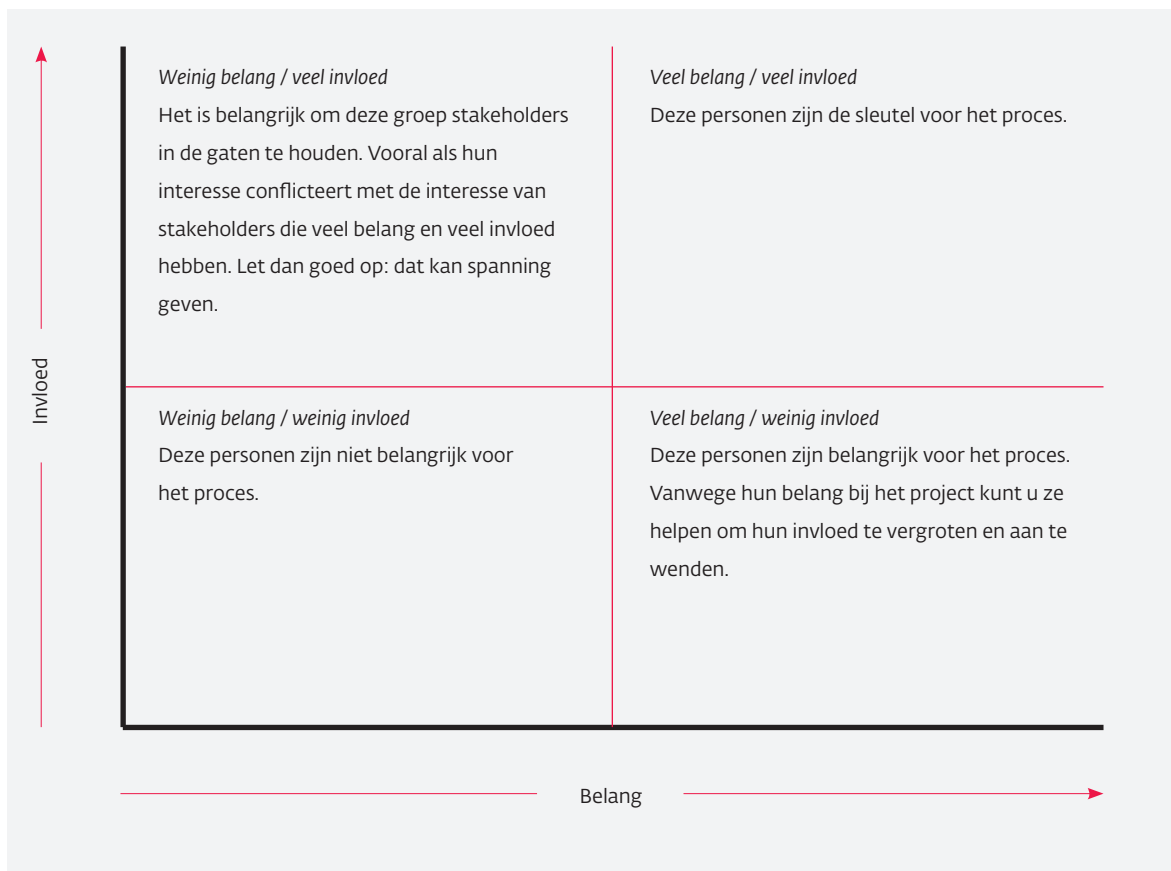 Weinig belang / veel invloed
Het is belangrijk om deze groep stakeholders
in de gaten te houden. Vooral als hun
interesse conflicteert met de interesse van
stakeholders die veel belang en veel invloed
hebben. Let dan goed op: dat kan spanning
geven.
Veel belang / veel invloed
Deze personen zijn de sleutel voor het proces.
Invloed
Weinig belang / weinig invloed
Deze personen zijn niet belangrijk voor
het proces.
Veel belang / weinig invloed
Deze personen zijn belangrijk voor het proces.
Vanwege hun belang bij het project kunt u ze
helpen om hun invloed te vergroten en aan te
wenden.
Belang